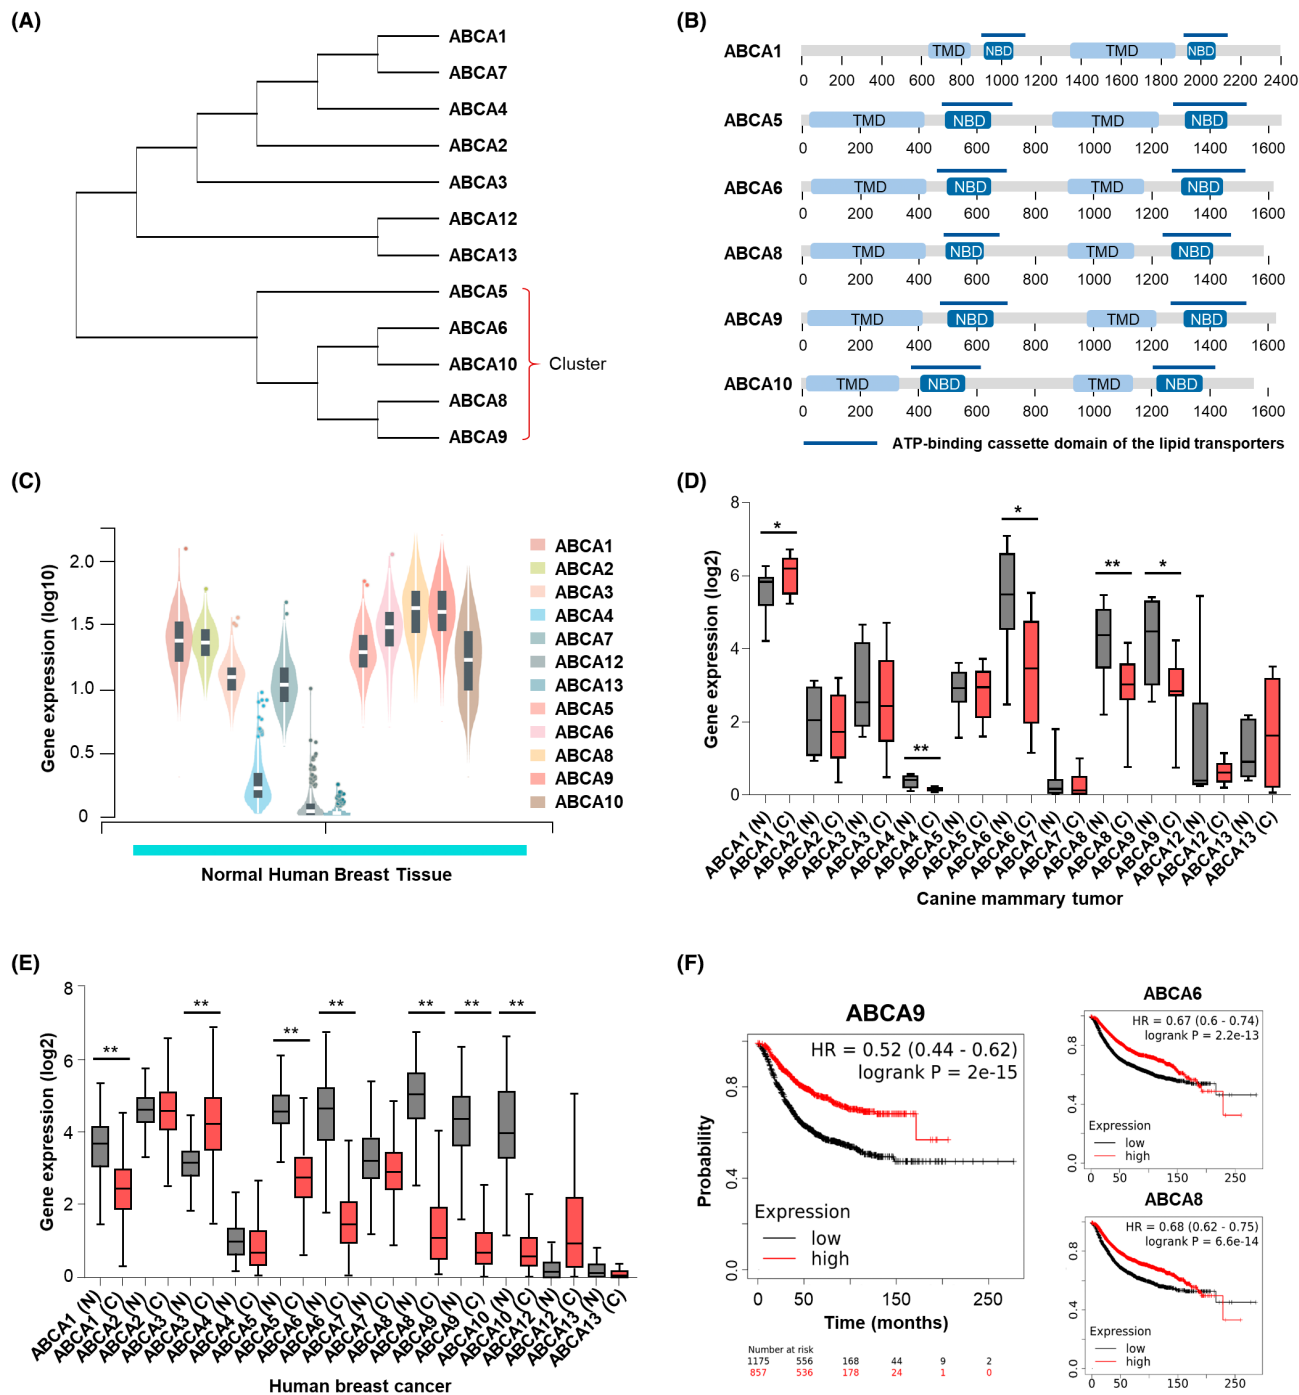 (A)
ABCA1
ABCA7
ABCA4
ABCA2
ABCA3
ABCA12
ABCA13
ABCA5
ABCA6
ABCA10
ABCA8
ABCA9
Cluster
(B)
ABCA1 TMD NBD TMD NBD
0 200 400 600 800 1000 1200 1400 1600 1800 2000 2200 2400
ABCA5 TMD NBD TMD NBD
0 200 400 600 800 1000 1200 1400 1600
ABCA6 TMD NBD TMD NBD
0 200 400 600 800 1000 1200 1400 1600
ABCA8 TMD NBD TMD NBD
0 200 400 600 800 1000 1200 1400 1600
ABCA9 TMD NBD TMD NBD
0 200 400 600 800 1000 1200 1400 1600
ABCA10 TMD NBD TMD NBD
0 200 400 600 800 1000 1200 1400 1600
ATP-binding cassette domain of the lipid transporters
(C)
Gene expression (log10)
2.0
1.5
1.0
0.5
0
ABCA1
ABCA2
ABCA3
ABCA4
ABCA7
ABCA12
ABCA13
ABCA5
ABCA6
ABCA8
ABCA9
ABCA10
Normal Human Breast Tissue
(D)
Gene expression (log2)
8
6
4
2
0
* ** * ** *
ABCA1 (N)
ABCA1 (C)
ABCA2 (N)
ABCA2 (C)
ABCA3 (N)
ABCA3 (C)
ABCA4 (N)
ABCA4 (C)
ABCA5 (N)
ABCA5 (C)
ABCA6 (N)
ABCA6 (C)
ABCA7 (N)
ABCA7 (C)
ABCA8 (N)
ABCA8 (C)
ABCA9 (N)
ABCA9 (C)
ABCA12 (N)
ABCA12 (C)
ABCA13 (N)
ABCA13 (C)
Canine mammary tumor
(E)
Gene expression (log2)
8
6
4
2
0
** ** ** ** ** ** **
ABCA1 (N)
ABCA1 (C)
ABCA2 (N)
ABCA2 (C)
ABCA3 (N)
ABCA3 (C)
ABCA4 (N)
ABCA4 (C)
ABCA5 (N)
ABCA5 (C)
ABCA6 (N)
ABCA6 (C)
ABCA7 (N)
ABCA7 (C)
ABCA8 (N)
ABCA8 (C)
ABCA9 (N)
ABCA9 (C)
ABCA10 (N)
ABCA10 (C)
ABCA12 (N)
ABCA12 (C)
ABCA13 (N)
ABCA13 (C)
Human breast cancer
(F)
ABCA9
HR = 0.52 (0.44 - 0.62)
logrank P = 2e-15
Probability
0.8
0.4
0.0
Expression
low
high
0 50 150 250
Time (months)
Number at risk
1175 556 168 44 9 2
857 536 178 24 1 0
ABCA6
HR = 0.67 (0.6 - 0.74)
logrank P = 2.2e-13
0.8
0.4
0.0
Expression
low
high
0 50 150 250
ABCA8
HR = 0.68 (0.62 - 0.75)
logrank P = 6.6e-14
0.8
0.4
0.0
Expression
low
high
0 50 150 250